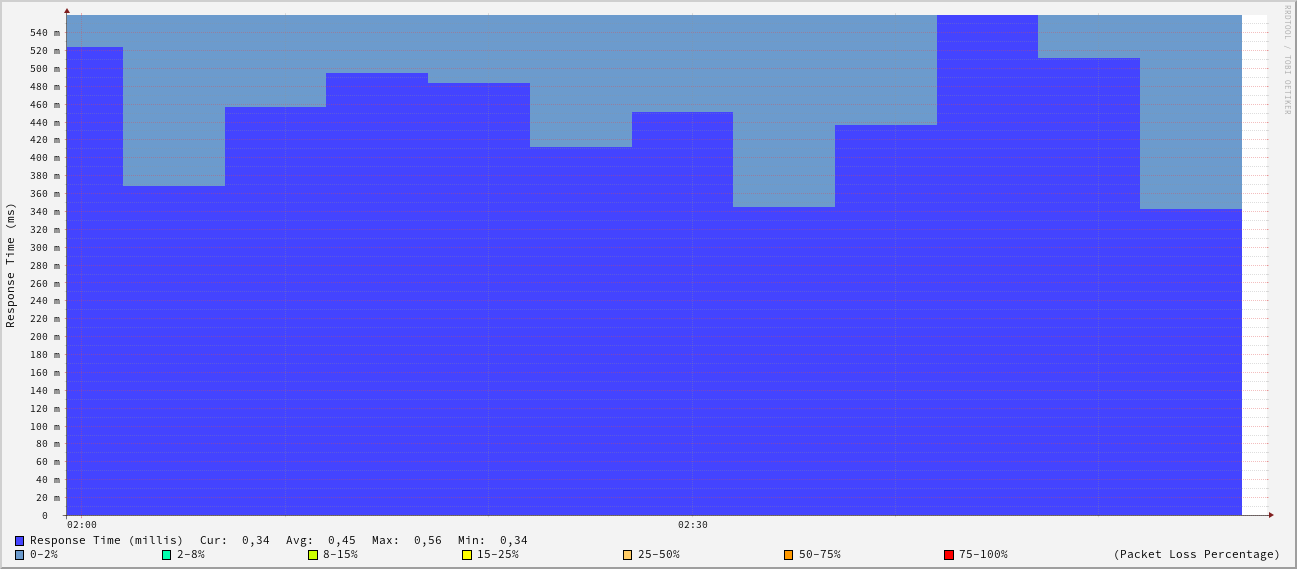 RRDTOOL / TOBI OETIKER
Response Time (ms)
540 m
520 m
500 m
480 m
460 m
440 m
420 m
400 m
380 m
360 m
340 m
320 m
300 m
280 m
260 m
240 m
220 m
200 m
180 m
160 m
140 m
120 m
100 m
80 m
60 m
40 m
20 m
0
02:00 02:30
Response Time (millis) Cur: 0,34 Avg: 0,45 Max: 0,56 Min: 0,34
0-2% 2-8% 8-15% 15-25% 25-50% 50-75% 75-100% (Packet Loss Percentage)